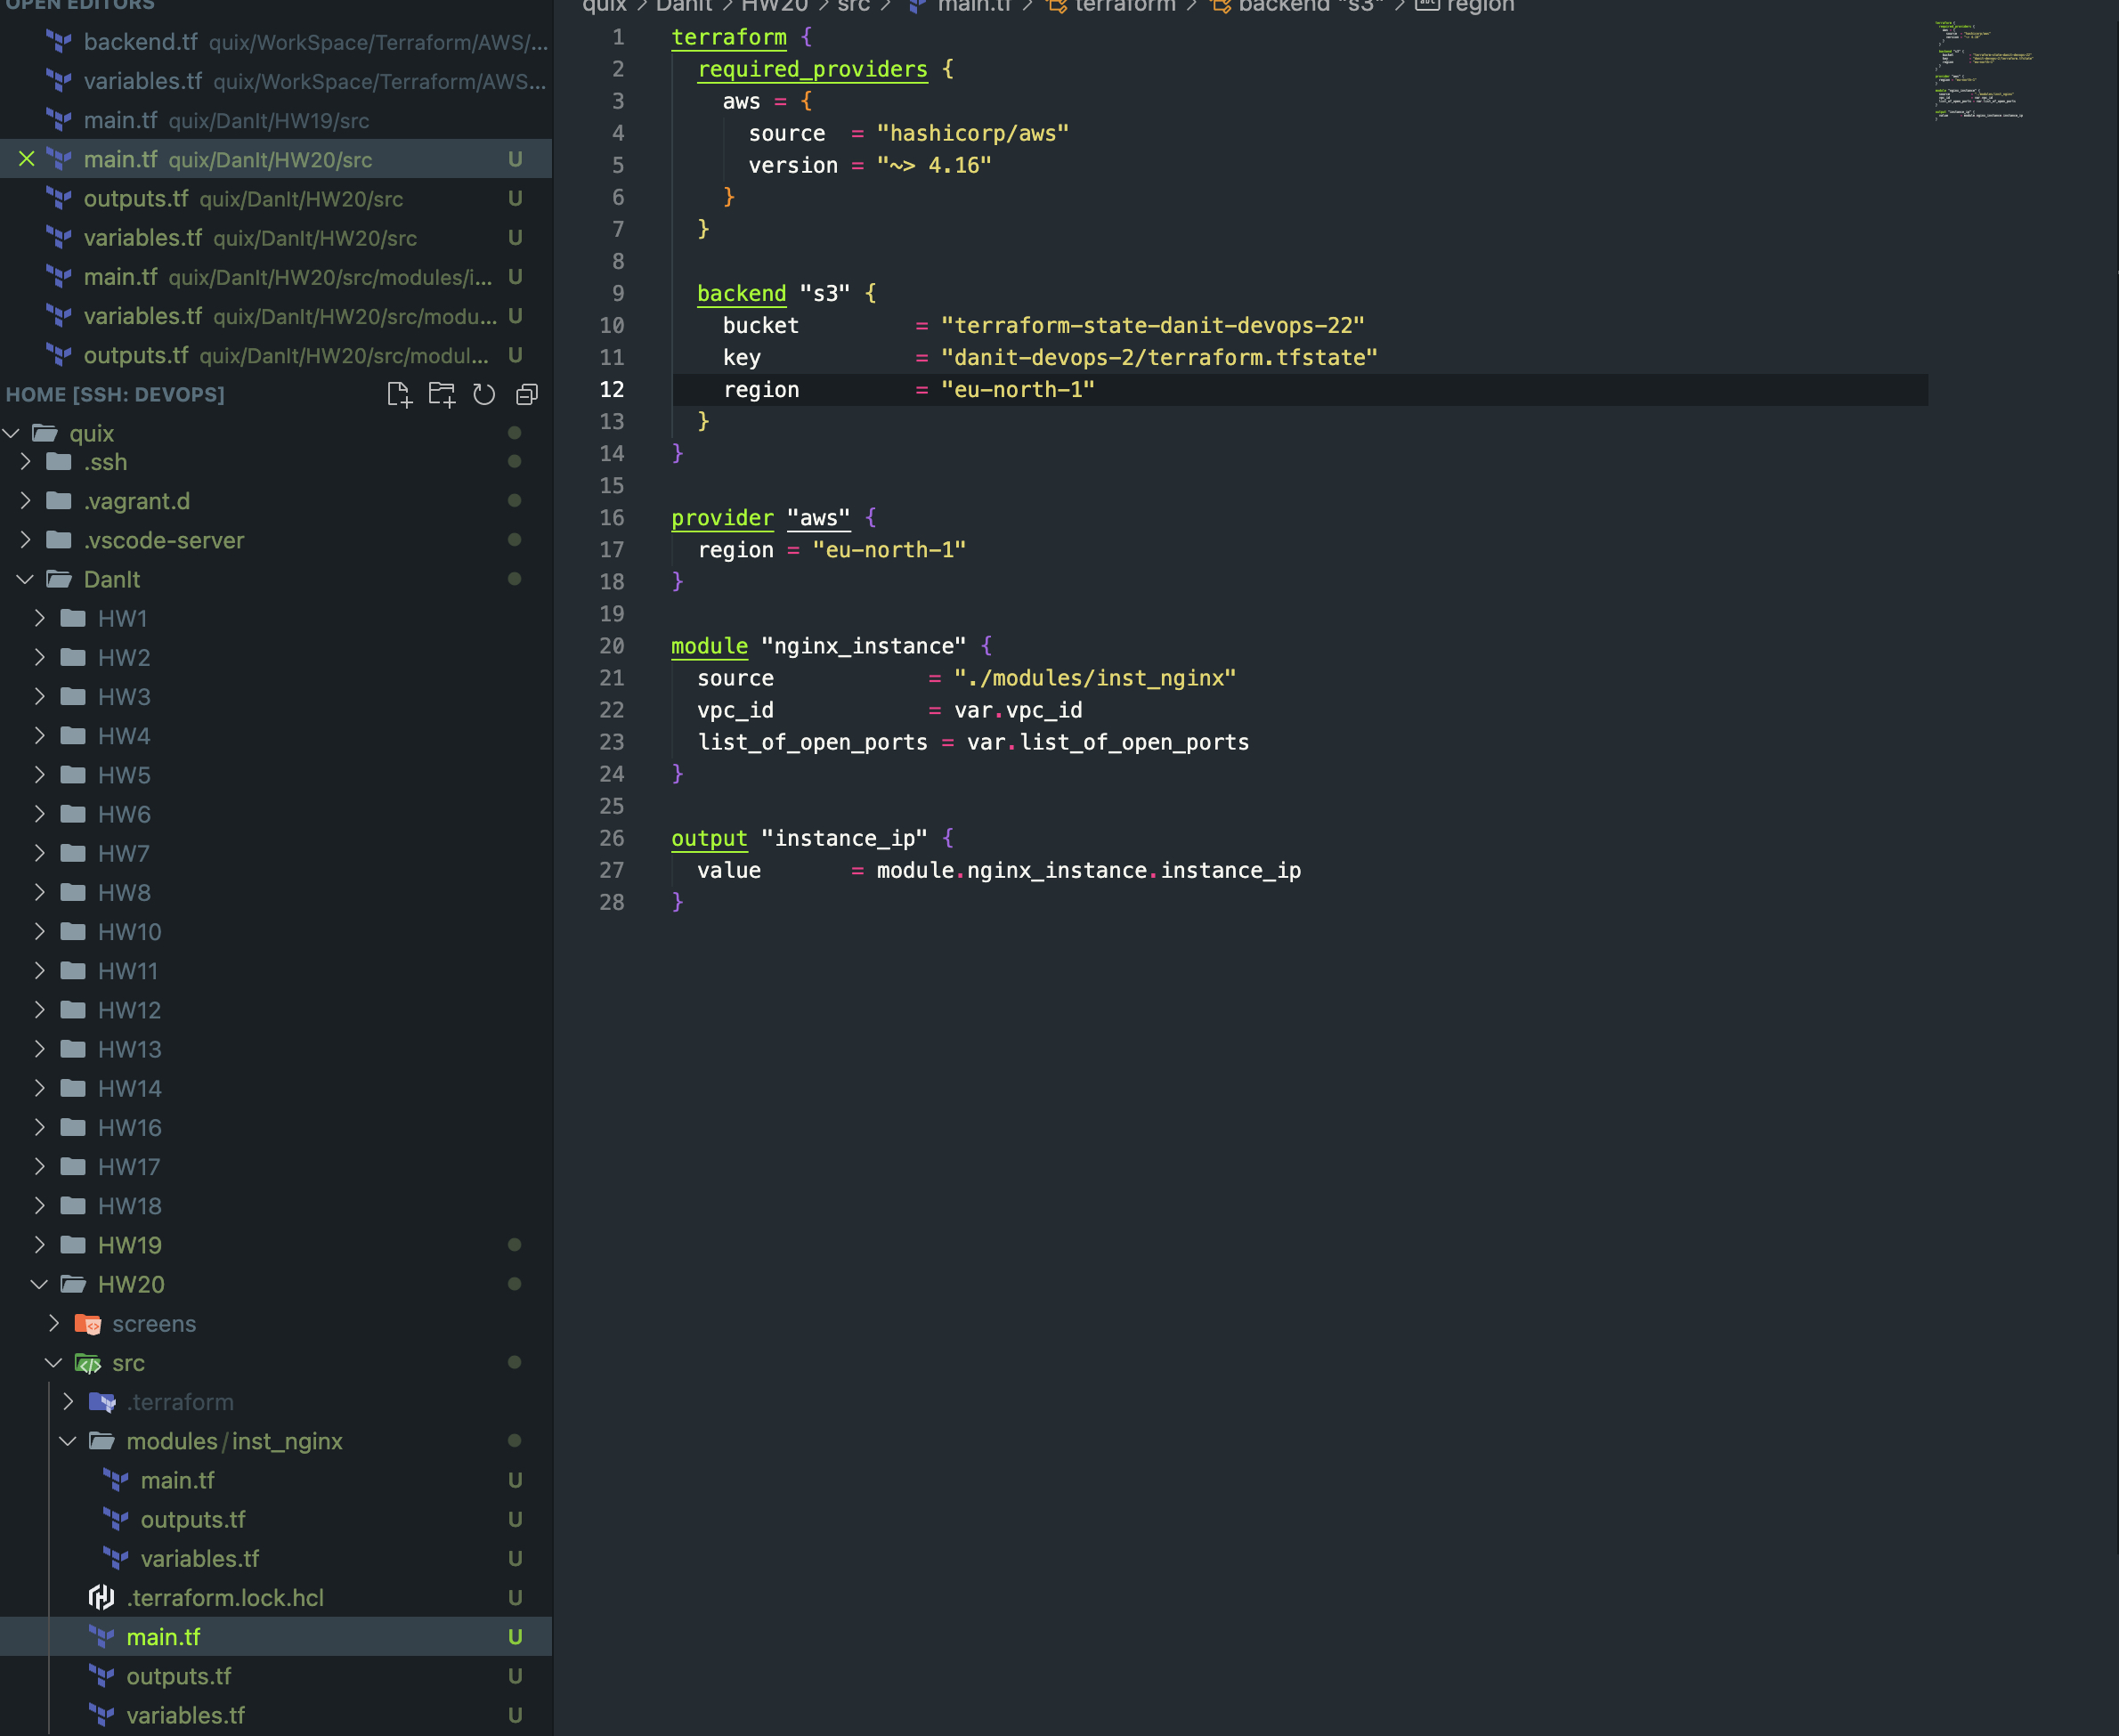 OPEN EDITORS
backend.tf quix/WorkSpace/Terraform/AWS/...
variables.tf quix/WorkSpace/Terraform/AWS...
main.tf quix/DanIt/HW19/src
main.tf quix/DanIt/HW20/src U
outputs.tf quix/DanIt/HW20/src U
variables.tf quix/DanIt/HW20/src U
main.tf quix/DanIt/HW20/src/modules/i... U
variables.tf quix/DanIt/HW20/src/modu... U
outputs.tf quix/DanIt/HW20/src/modul... U
HOME [SSH: DEVOPS]
quix
.ssh
.vagrant.d
.vscode-server
DanIt
HW1
HW2
HW3
HW4
HW5
HW6
HW7
HW8
HW10
HW11
HW12
HW13
HW14
HW16
HW17
HW18
HW19
HW20
screens
src
.terraform
modules/inst_nginx
main.tf U
outputs.tf U
variables.tf U
.terraform.lock.hcl U
main.tf U
outputs.tf U
variables.tf U
quix > DanIt > HW20 > src > main.tf > terraform > backend "s3" > abc region
1 terraform {
2   required_providers {
3     aws = {
4       source  = "hashicorp/aws"
5       version = "~> 4.16"
6     }
7   }
8
9   backend "s3" {
10     bucket         = "terraform-state-danit-devops-22"
11     key            = "danit-devops-2/terraform.tfstate"
12     region         = "eu-north-1"
13   }
14 }
15
16 provider "aws" {
17   region = "eu-north-1"
18 }
19
20 module "nginx_instance" {
21   source            = "./modules/inst_nginx"
22   vpc_id            = var.vpc_id
23   list_of_open_ports = var.list_of_open_ports
24 }
25
26 output "instance_ip" {
27   value       = module.nginx_instance.instance_ip
28 }